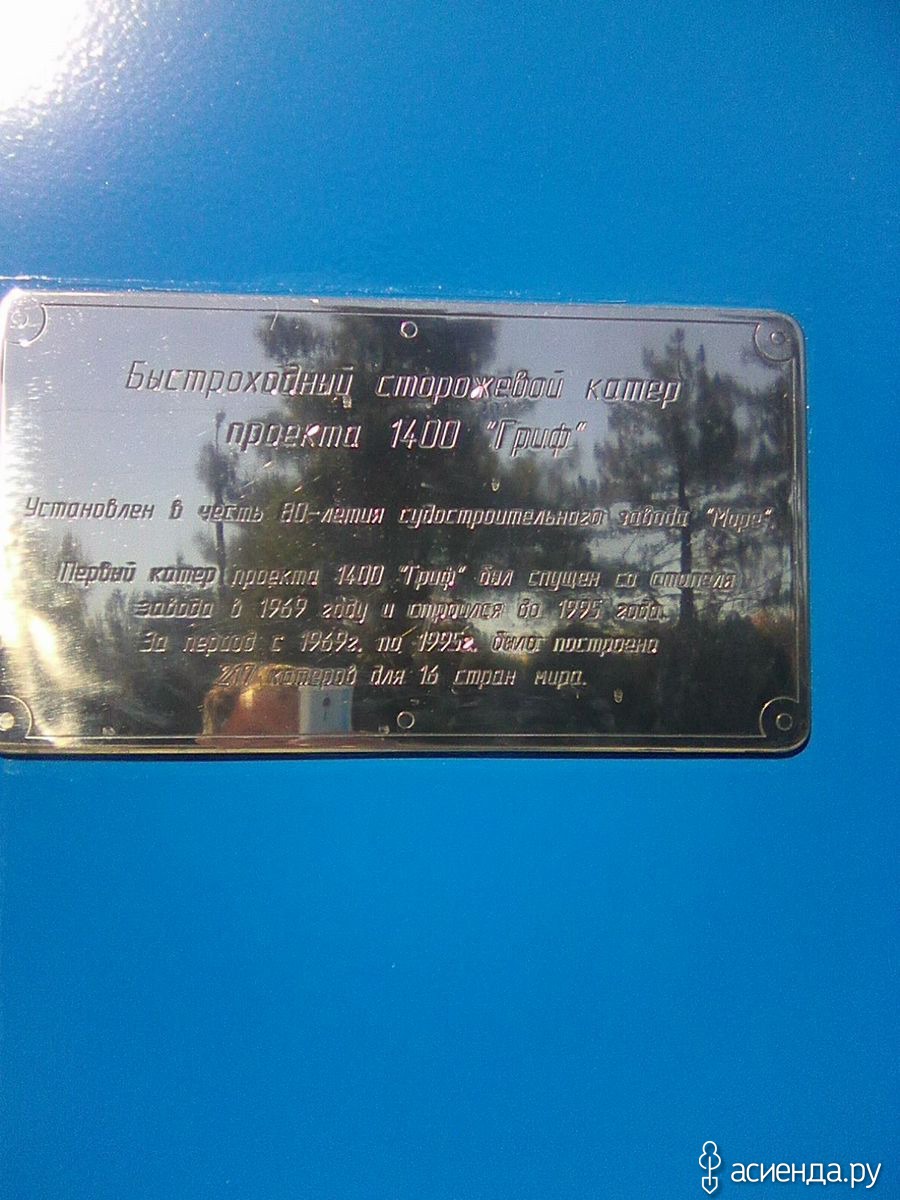 Быстроходный сторожевой катер
проекта 1400 "Гриф"
Установлен в честь 80-летия судостроительного завода "Море".
Первый катер проекта 1400 "Гриф" был спущен со стапеля
завода в 1969 году и строился до 1995 года.
За период с 1969г. по 1995г. было построено
217 катеров для 16 стран мира.
асиенда.ру